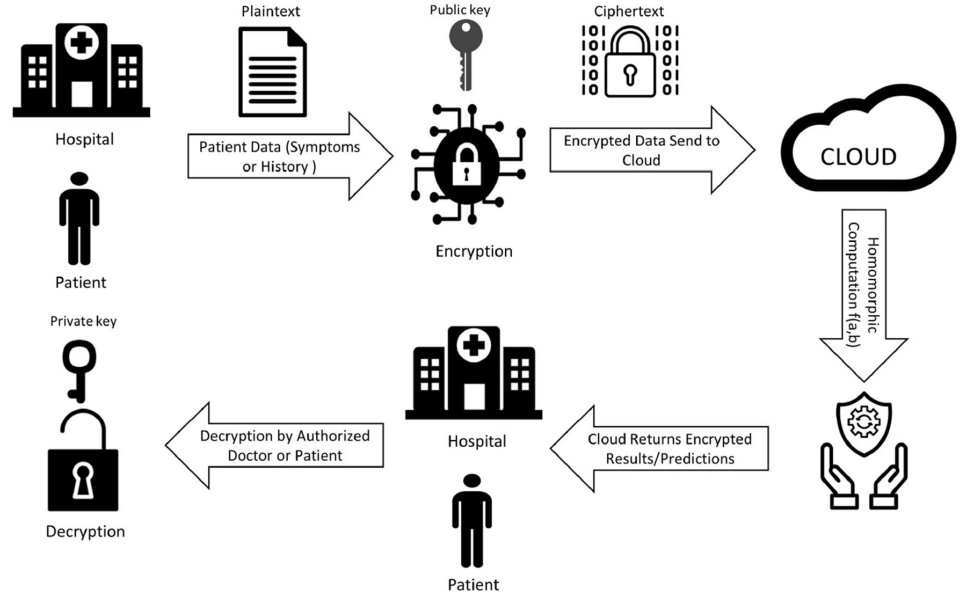 Plaintext
Public key
Ciphertext
Hospital
Patient Data (Symptoms
or History )
Encrypted Data Send to
Cloud
CLOUD
Encryption
Patient
Homomorphic
Computation f(a,b)
Private key
Decryption by Authorized
Doctor or Patient
Hospital
Cloud Returns Encrypted
Results/Predictions
Decryption
Patient